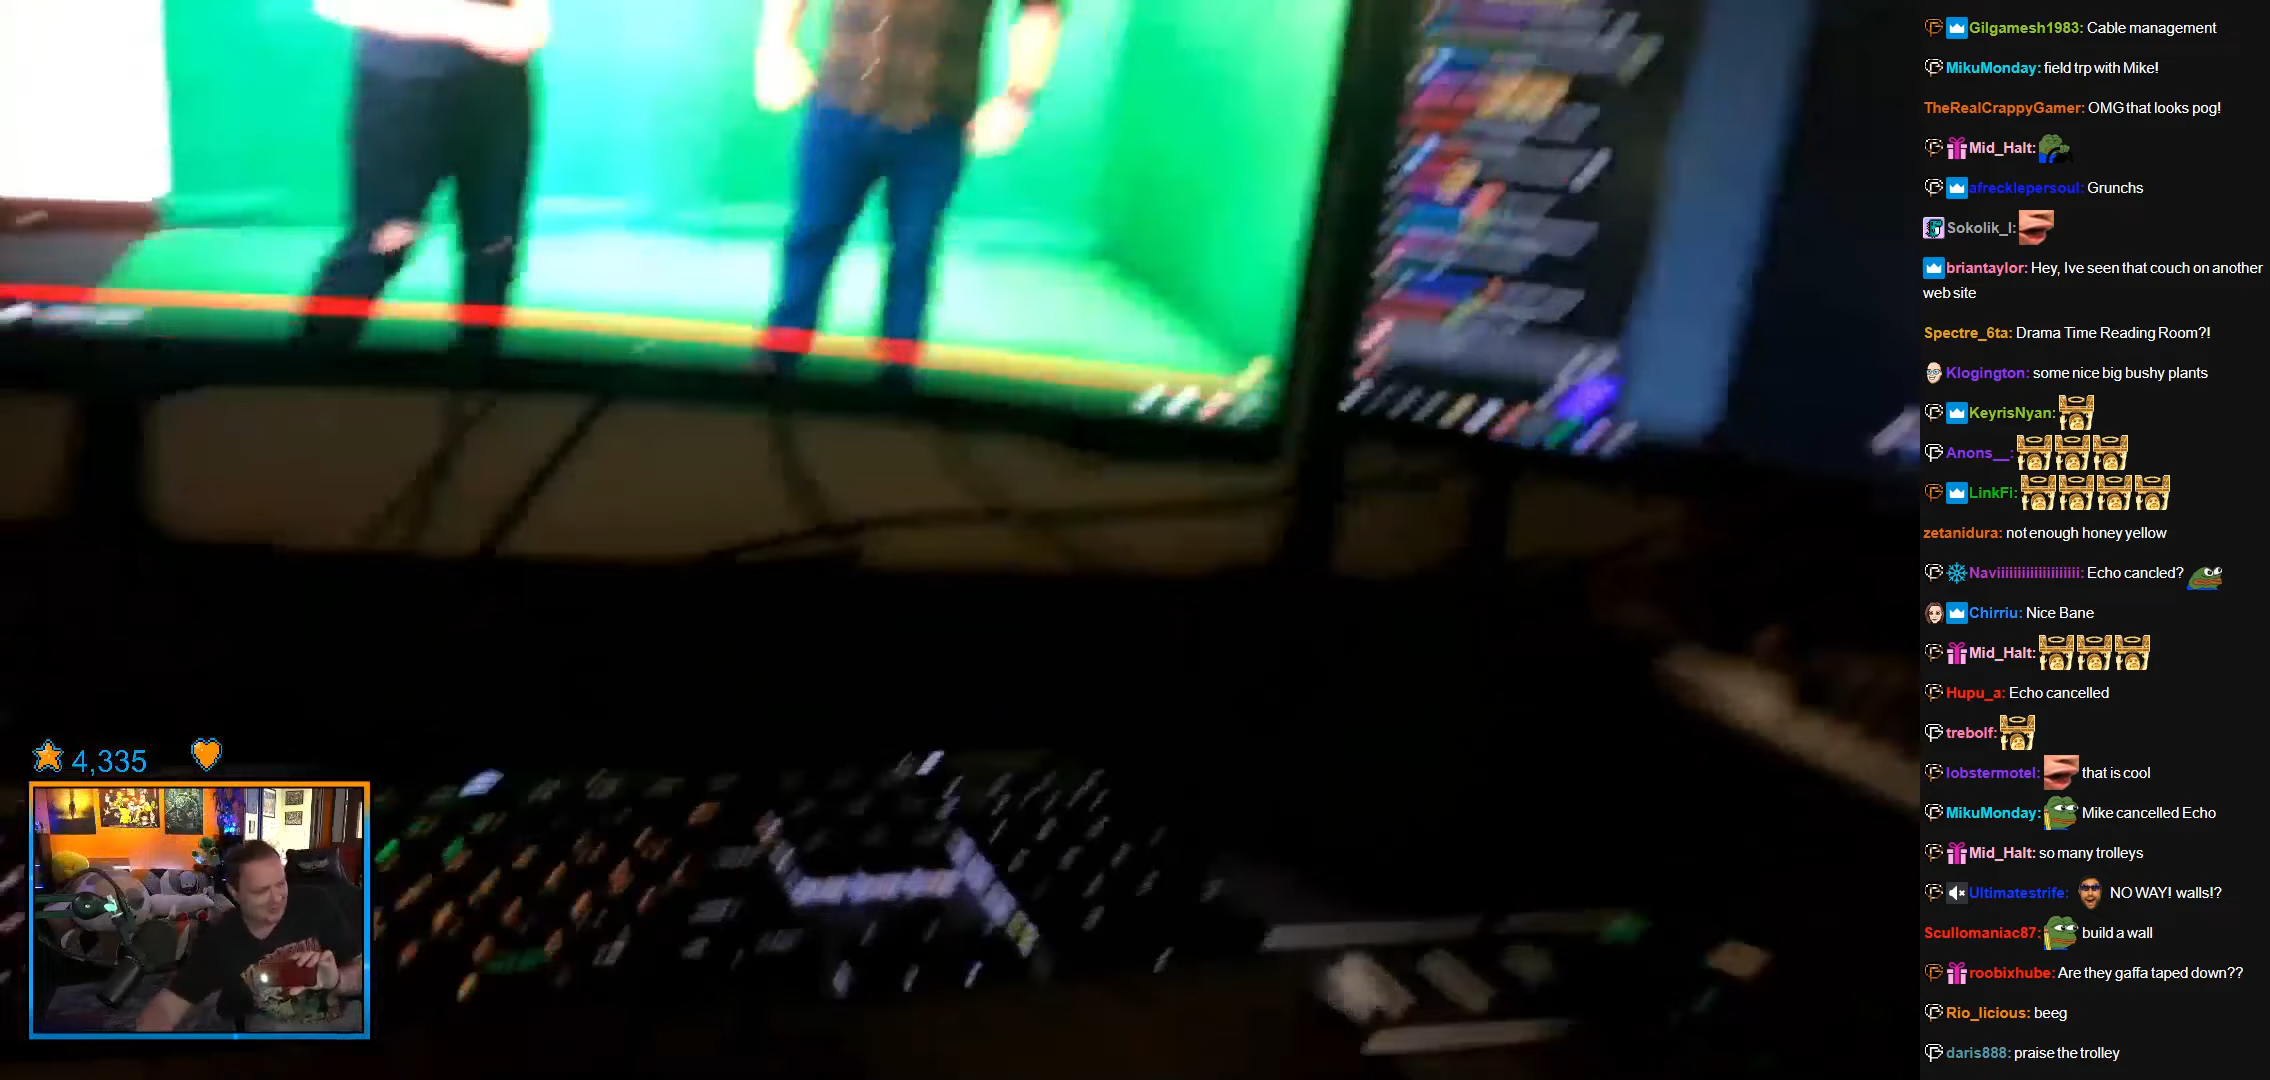 Gilgamesh1983: Cable management
MikuMonday: field trp with Mike!
TheRealCrappyGamer: OMG that looks pog!
Mid_Halt:
afrecklepersoul: Grunchs
Sokolik_l:
briantaylor: Hey, Ive seen that couch on another
web site
Spectre_6ta: Drama Time Reading Room?!
Klogington: some nice big bushy plants
KeyrisNyan:
Anons__:
LinkFi:
zetanidura: not enough honey yellow
Echo cancled?
Chirriu: Nice Bane
Mid_Halt:
Hupu_a: Echo cancelled
trebolf:
lobstermotel: that is cool
MikuMonday: Mike cancelled Echo
Mid_Halt: so many trolleys
Ultimatestrife: NO WAY! walls!?
Scullomaniac87: build a wall
roobixhube: Are they gaffa taped down??
Rio_licious: beeg
daris888: praise the trolley
4,335